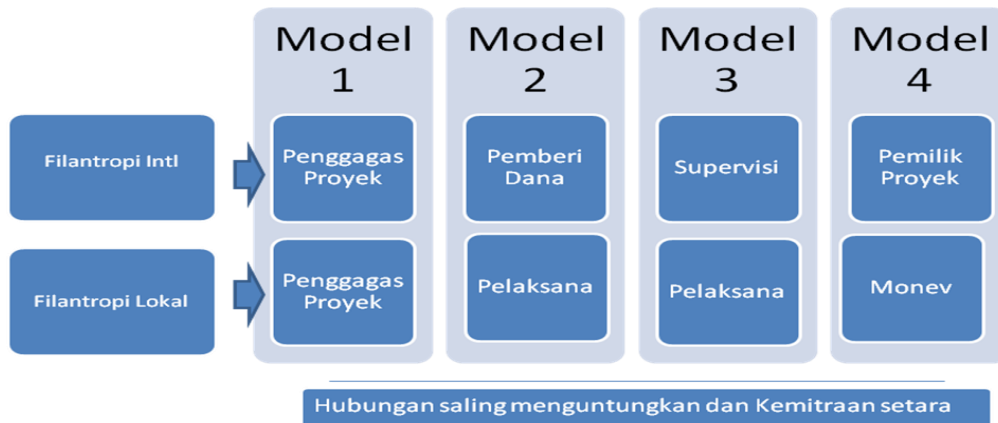 Model
1
Model
2
Model
3
Model
4
Filantropi Intl
Penggagas
Proyek
Pemberi
Dana
Supervisi
Pemilik
Proyek
Filantropi Lokal
Penggagas
Proyek
Pelaksana
Pelaksana
Monev
Hubungan saling menguntungkan dan Kemitraan setara